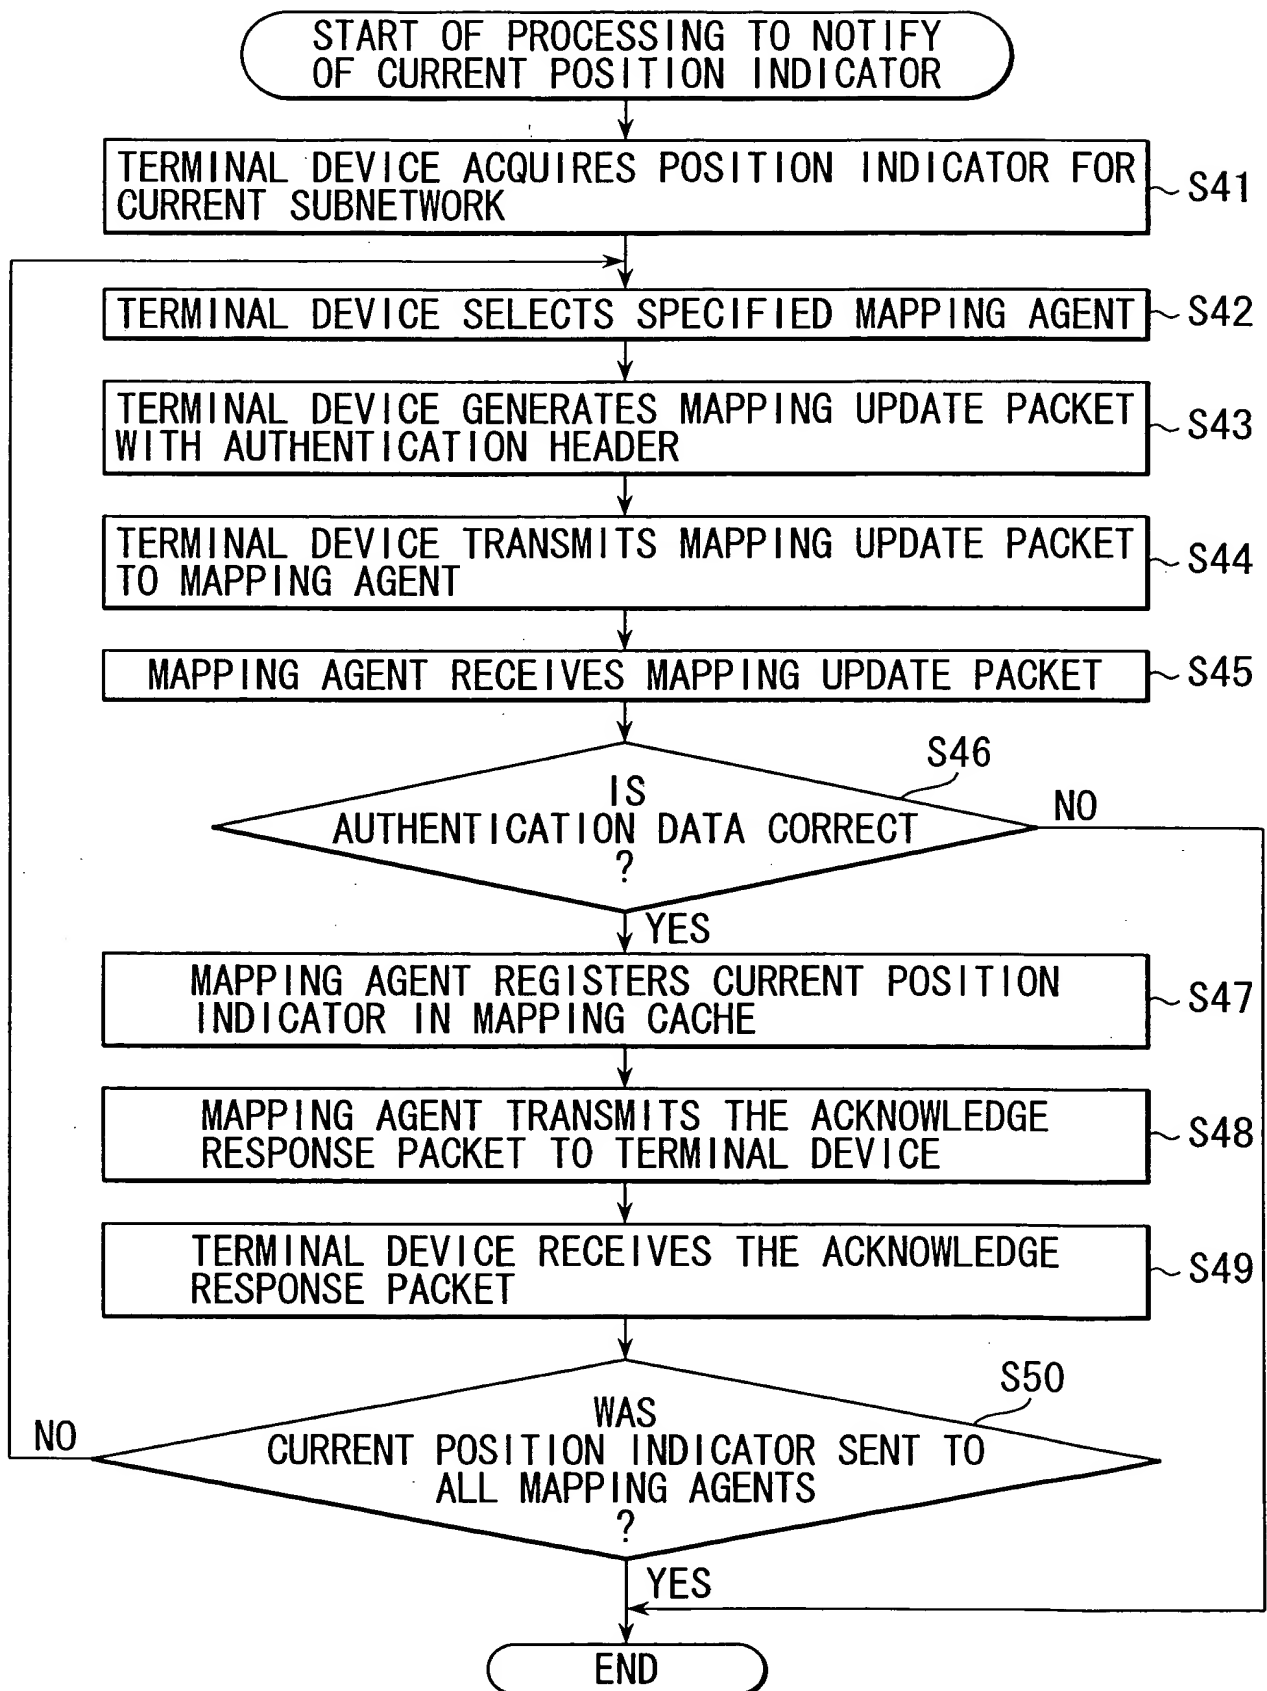 START OF PROCESSING TO NOTIFY
OF CURRENT POSITION INDICATOR
TERMINAL DEVICE ACQUIRES POSITION INDICATOR FOR
CURRENT SUBNETWORK
S41
TERMINAL DEVICE SELECTS SPECIFIED MAPPING AGENT
S42
TERMINAL DEVICE GENERATES MAPPING UPDATE PACKET
WITH AUTHENTICATION HEADER
S43
TERMINAL DEVICE TRANSMITS MAPPING UPDATE PACKET
TO MAPPING AGENT
S44
MAPPING AGENT RECEIVES MAPPING UPDATE PACKET
S45
S46
IS
AUTHENTICATION DATA CORRECT
?
NO
YES
MAPPING AGENT REGISTERS CURRENT POSITION
INDICATOR IN MAPPING CACHE
S47
MAPPING AGENT TRANSMITS THE ACKNOWLEDGE
RESPONSE PACKET TO TERMINAL DEVICE
S48
TERMINAL DEVICE RECEIVES THE ACKNOWLEDGE
RESPONSE PACKET
S49
S50
WAS
CURRENT POSITION INDICATOR SENT TO
ALL MAPPING AGENTS
?
NO
YES
END